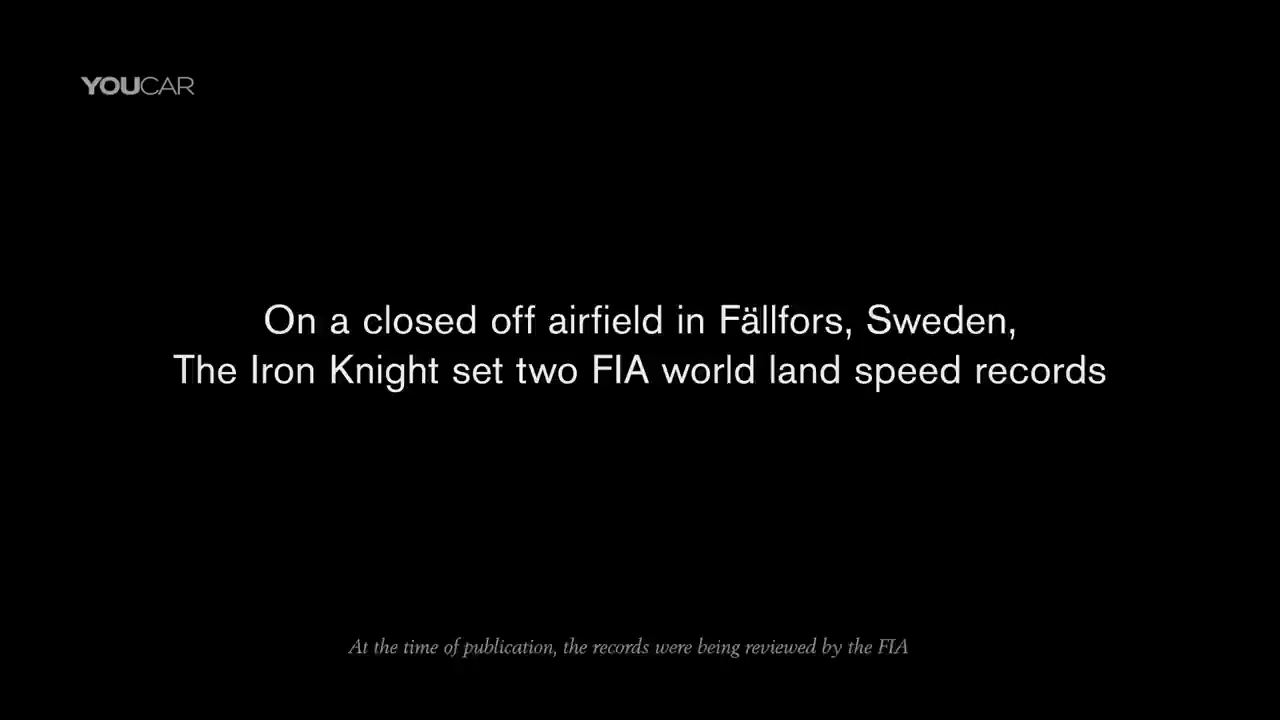 YOUCAR
On a closed off airfield in Fällfors, Sweden,
The Iron Knight set two FIA world land speed records
At the time of publication, the records were being reviewed by the FIA